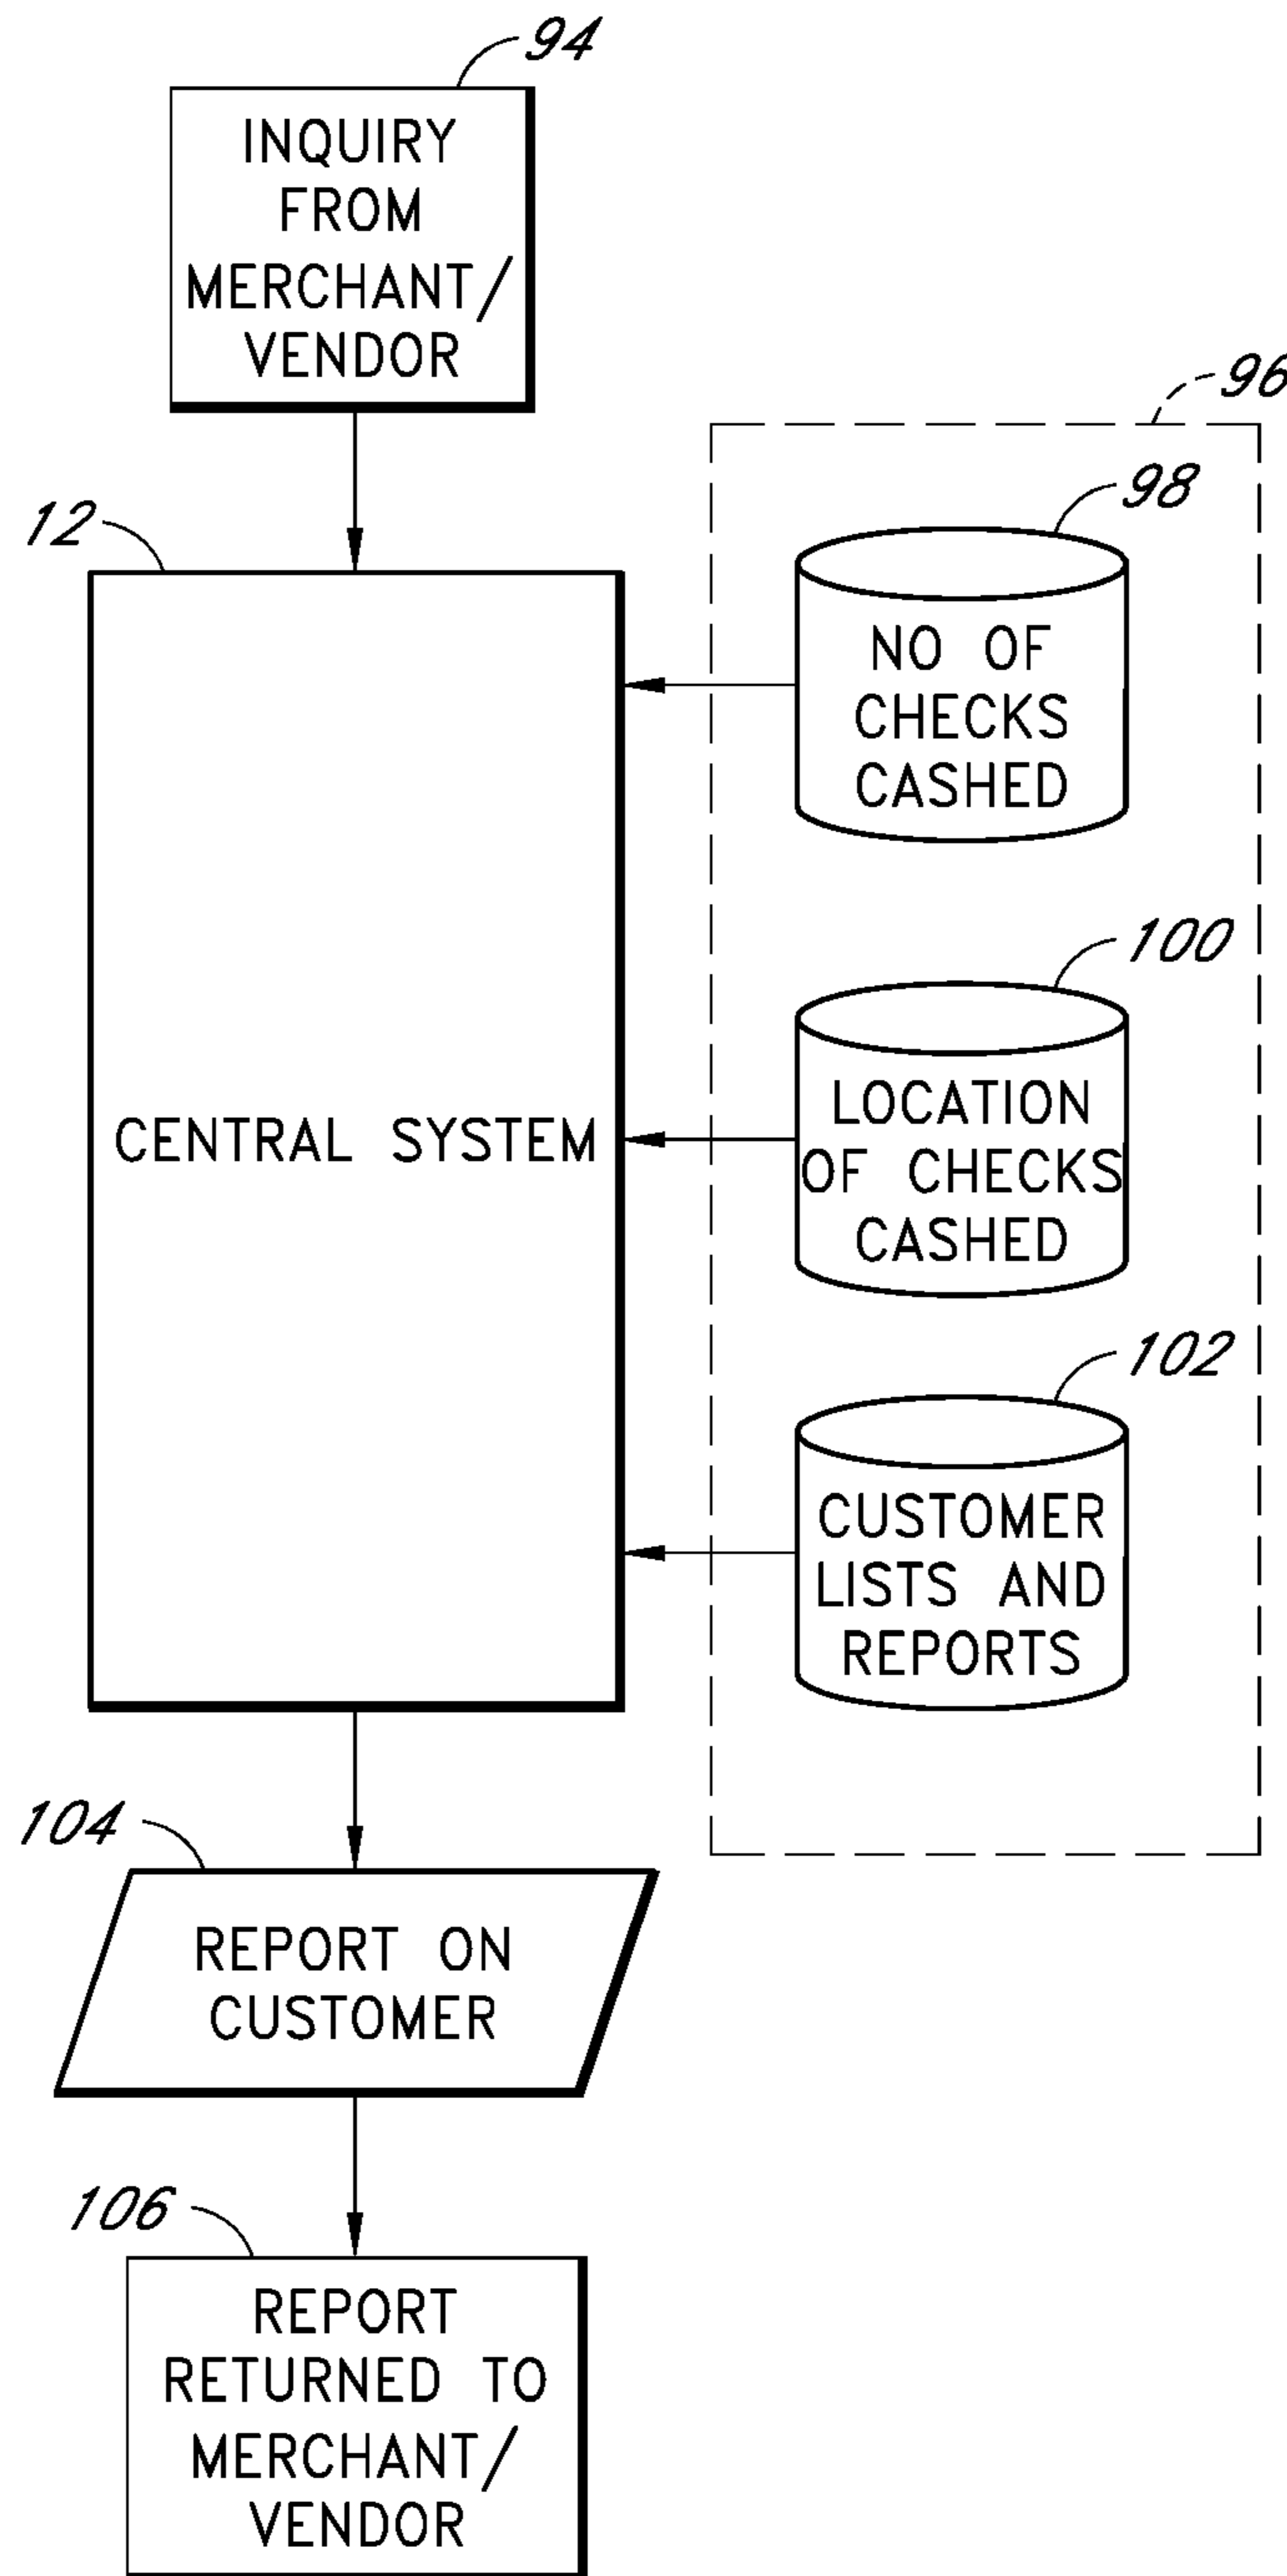 94
INQUIRY
FROM
MERCHANT/
VENDOR
96
98
12
NO OF
CHECKS
CASHED
100
LOCATION
OF CHECKS
CASHED
CENTRAL SYSTEM
102
CUSTOMER
LISTS AND
REPORTS
104
REPORT ON
CUSTOMER
106
REPORT
RETURNED TO
MERCHANT/
VENDOR